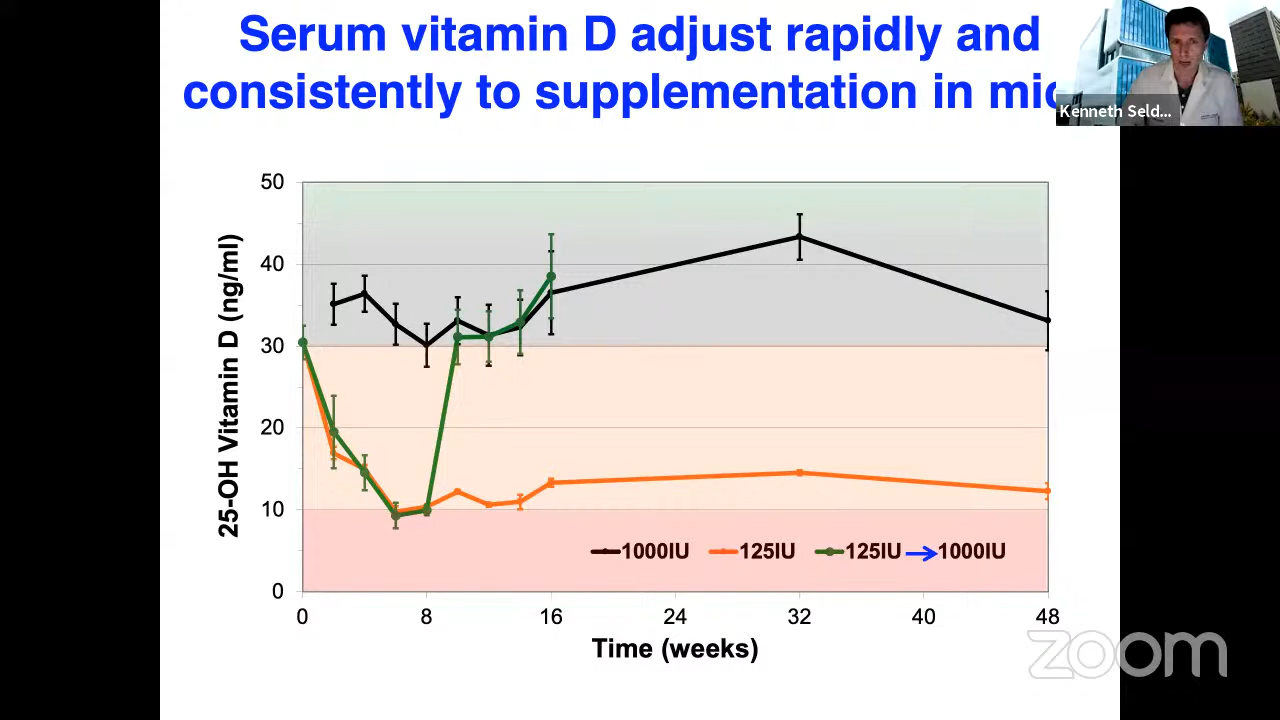 Serum vitamin D adjust rapidly and
consistently to supplementation in mic
Kenneth Seld...
50
40
30
20
10
0
25-OH Vitamin D (ng/ml)
1000IU 125IU 125IU → 1000IU
0 8 16 24 32 40 48
Time (weeks)
zoom